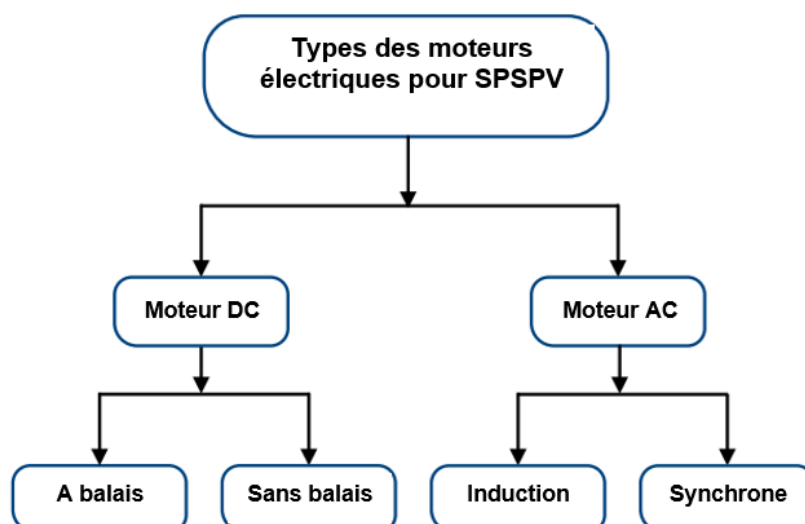 Types des moteurs
électriques pour SPSPV
Moteur DC
Moteur AC
A balais
Sans balais
Induction
Synchrone